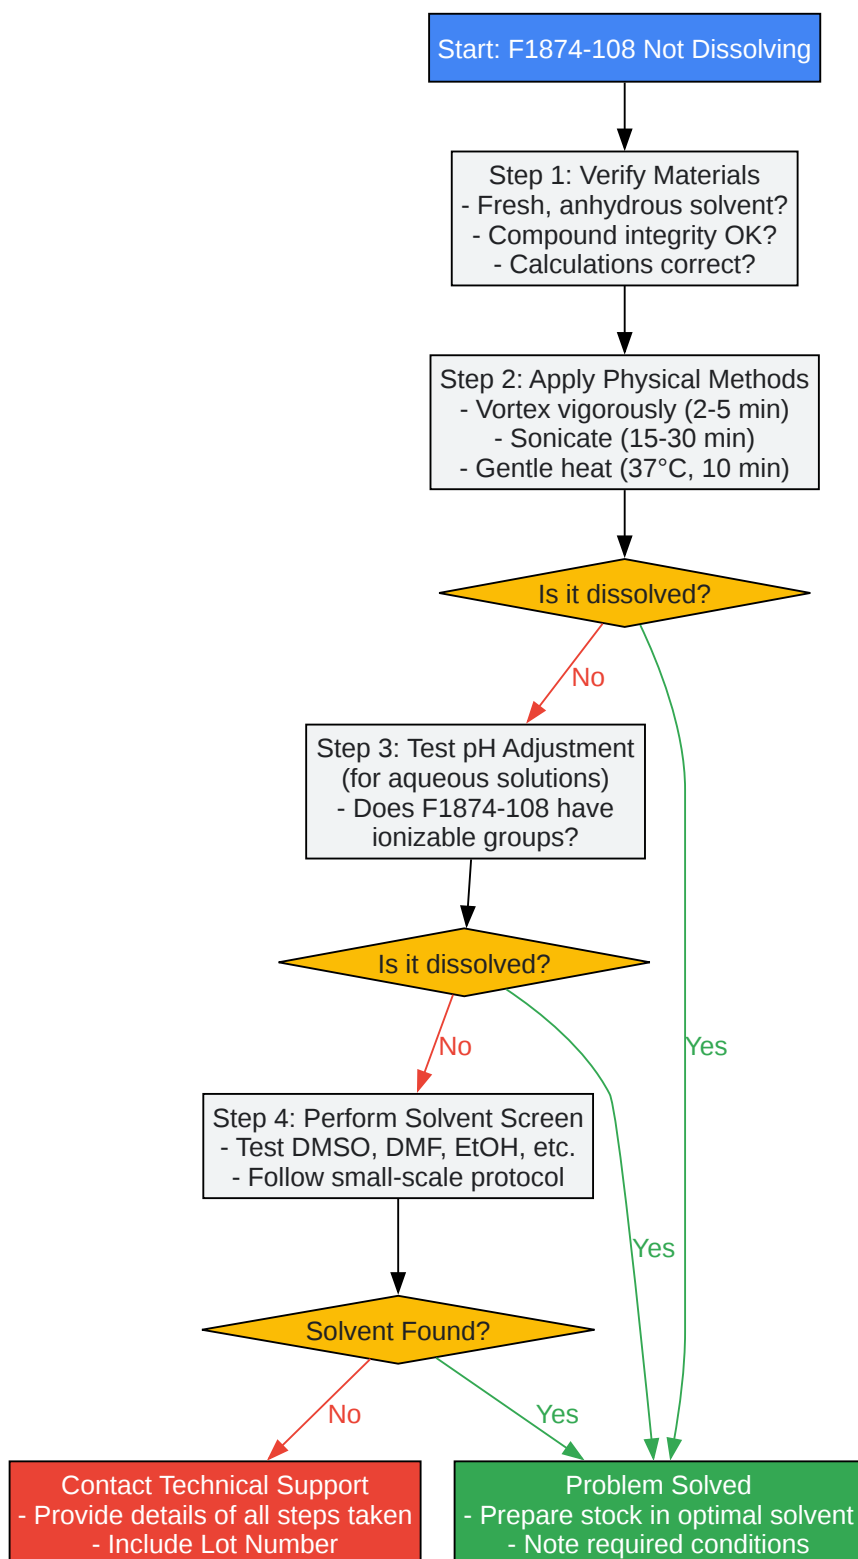 Start: F1874-108 Not Dissolving
Step 1: Verify Materials
- Fresh, anhydrous solvent?
- Compound integrity OK?
- Calculations correct?
Step 2: Apply Physical Methods
- Vortex vigorously (2-5 min)
- Sonicate (15-30 min)
- Gentle heat (37°C, 10 min)
Is it dissolved?
No
Step 3: Test pH Adjustment
(for aqueous solutions)
- Does F1874-108 have
ionizable groups?
Is it dissolved?
No
Yes
Step 4: Perform Solvent Screen
- Test DMSO, DMF, EtOH, etc.
- Follow small-scale protocol
Yes
Solvent Found?
No
Yes
Contact Technical Support
- Provide details of all steps taken
- Include Lot Number
Problem Solved
- Prepare stock in optimal solvent
- Note required conditions